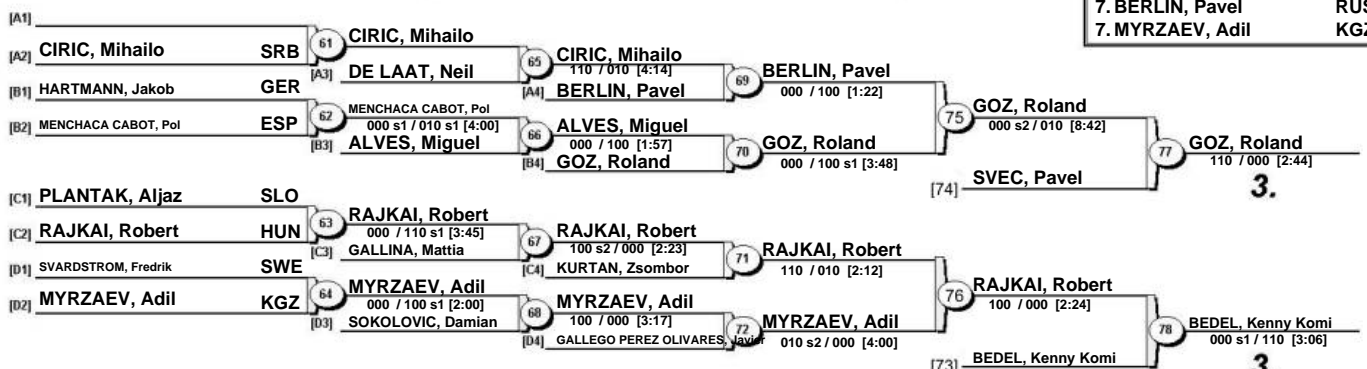 7. BERLIN, Pavel RUS
7. MYRZAEV, Adil KGZ
[A1]
[A2] CIRIC, Mihailo SRB
61 CIRIC, Mihailo
[A3] DE LAAT, Neil
65 CIRIC, Mihailo
110 / 010 [4:14]
[A4] BERLIN, Pavel
69 BERLIN, Pavel
000 / 100 [1:22]
[B1] HARTMANN, Jakob GER
[B2] MENCHACA CABOT, Pol ESP
62 MENCHACA CABOT, Pol
000 s1 / 010 s1 [4:00]
[B3] ALVES, Miguel
66 ALVES, Miguel
000 / 100 [1:57]
[B4] GOZ, Roland
70 GOZ, Roland
000 / 100 s1 [3:48]
75 GOZ, Roland
000 s2 / 010 [8:42]
[74] SVEC, Pavel
77 GOZ, Roland
110 / 000 [2:44]
3.
[C1] PLANTAK, Aljaz SLO
[C2] RAJKAI, Robert HUN
63 RAJKAI, Robert
000 / 110 s1 [3:45]
[C3] GALLINA, Mattia
67 RAJKAI, Robert
100 s2 / 000 [2:23]
[C4] KURTAN, Zsombor
71 RAJKAI, Robert
110 / 010 [2:12]
[D1] SVARDSTROM, Fredrik SWE
[D2] MYRZAEV, Adil KGZ
64 MYRZAEV, Adil
000 / 100 s1 [2:00]
[D3] SOKOLOVIC, Damian
68 MYRZAEV, Adil
100 / 000 [3:17]
[D4] GALLEGO PEREZ OLIVARES, Javier
72 MYRZAEV, Adil
010 s2 / 000 [4:00]
76 RAJKAI, Robert
100 / 000 [2:24]
[73] BEDEL, Kenny Komi
78 BEDEL, Kenny Komi
000 s1 / 110 [3:06]
3.